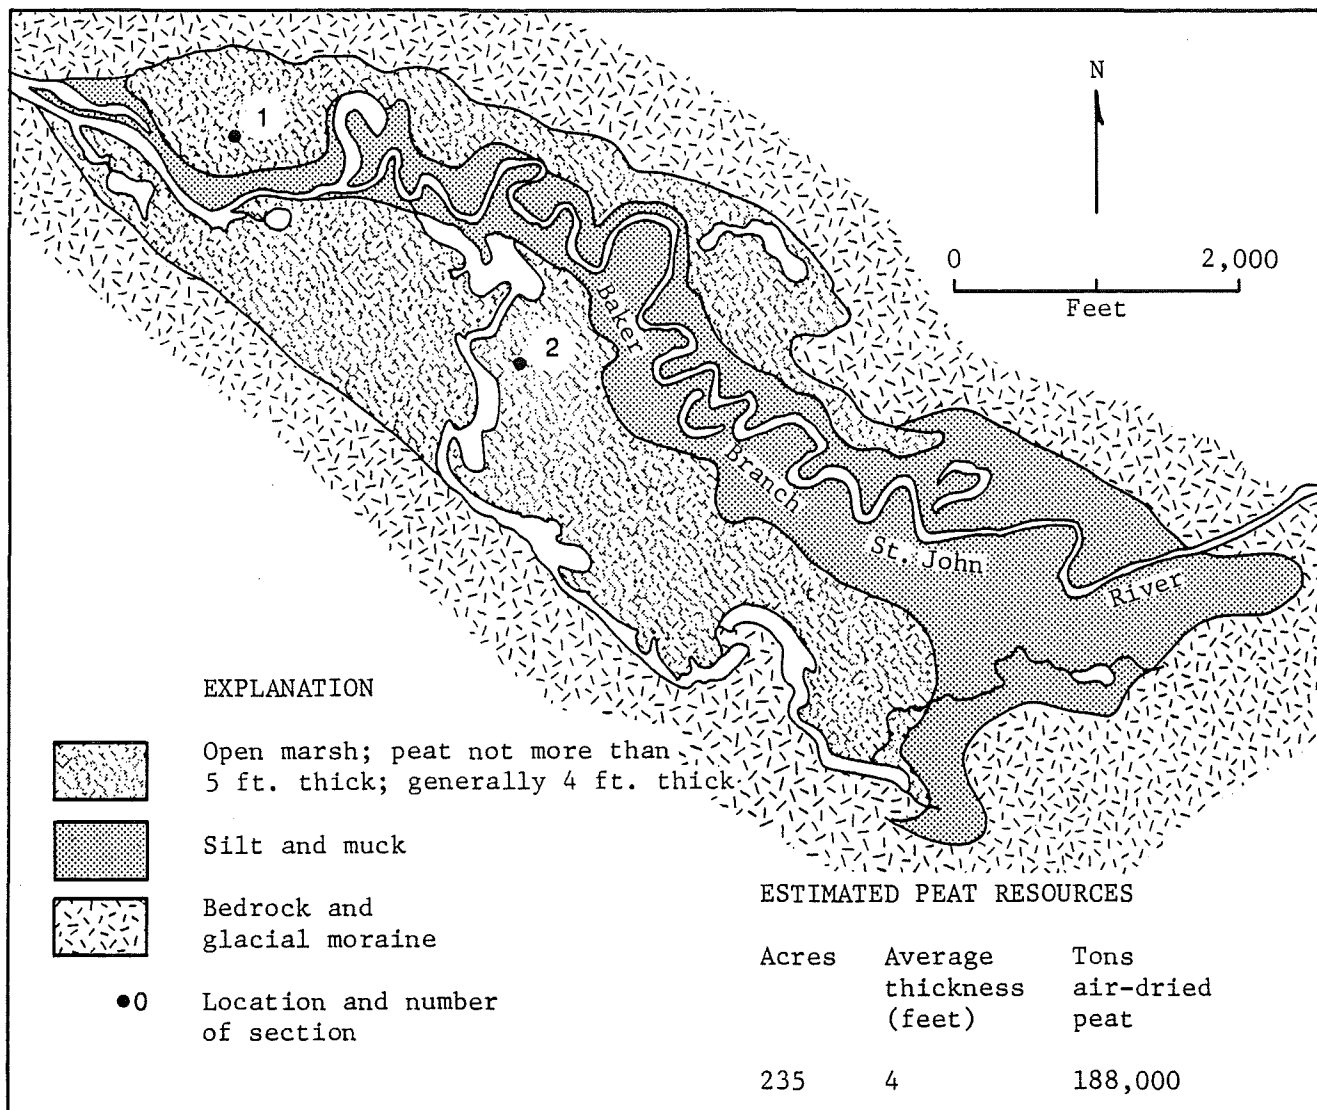 1
N
0 2,000
Feet
Baker
2
Branch
St. John
River
EXPLANATION
Open marsh; peat not more than
5 ft. thick; generally 4 ft. thick
Silt and muck
Bedrock and
glacial moraine
0 Location and number
of section
ESTIMATED PEAT RESOURCES
Acres Average Tons
thickness air-dried
(feet) peat
235 4 188,000